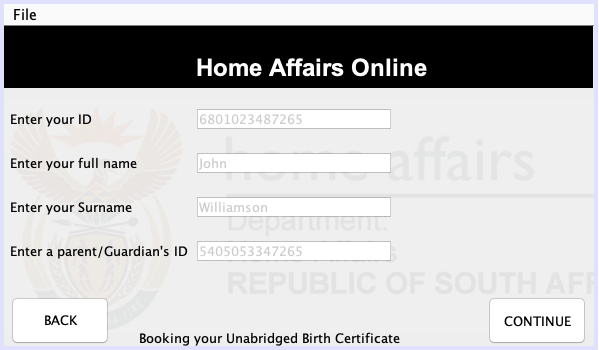 File
Home Affairs Online
Enter your ID 6801023487265
Enter your full name John
home affairs
Enter your Surname Williamson
Department:
Enter a parent/Guardian's ID 5405053347265
REPUBLIC OF SOUTH AFR
BACK
CONTINUE
Booking your Unabridged Birth Certificate